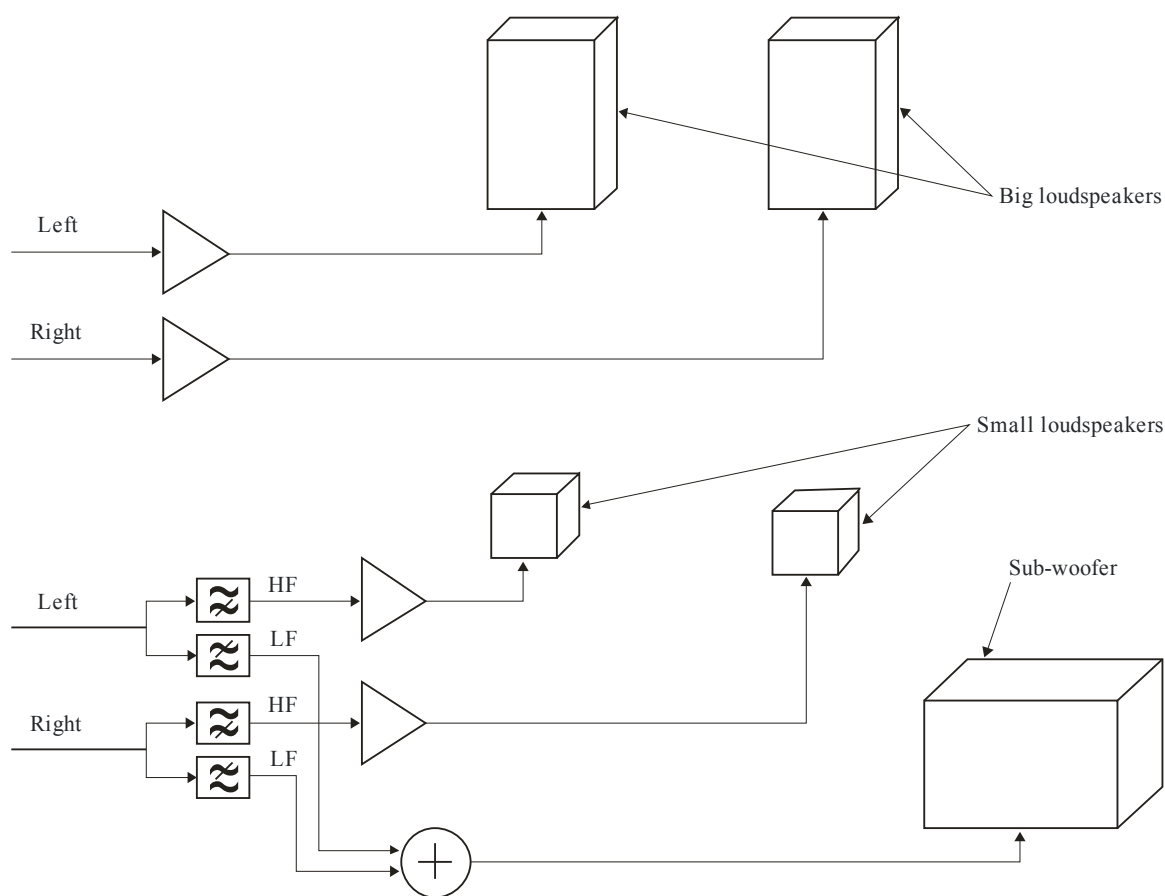 Left
Big loudspeakers
Right
Small loudspeakers
Sub-woofer
HF
Left
LF
HF
Right
LF